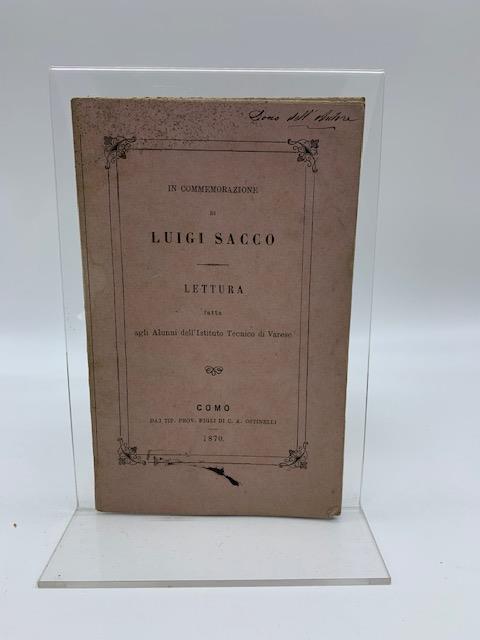 Dono dell' Autore
IN COMMEMORAZIONE
DI
LUIGI SACCO
LETTURA
fatta
agli Alunni dell'Istituto Tecnico di Varese
COMO
DAI TIP. PROV. FIGLI DI C. A. OSTINELLI
1870.